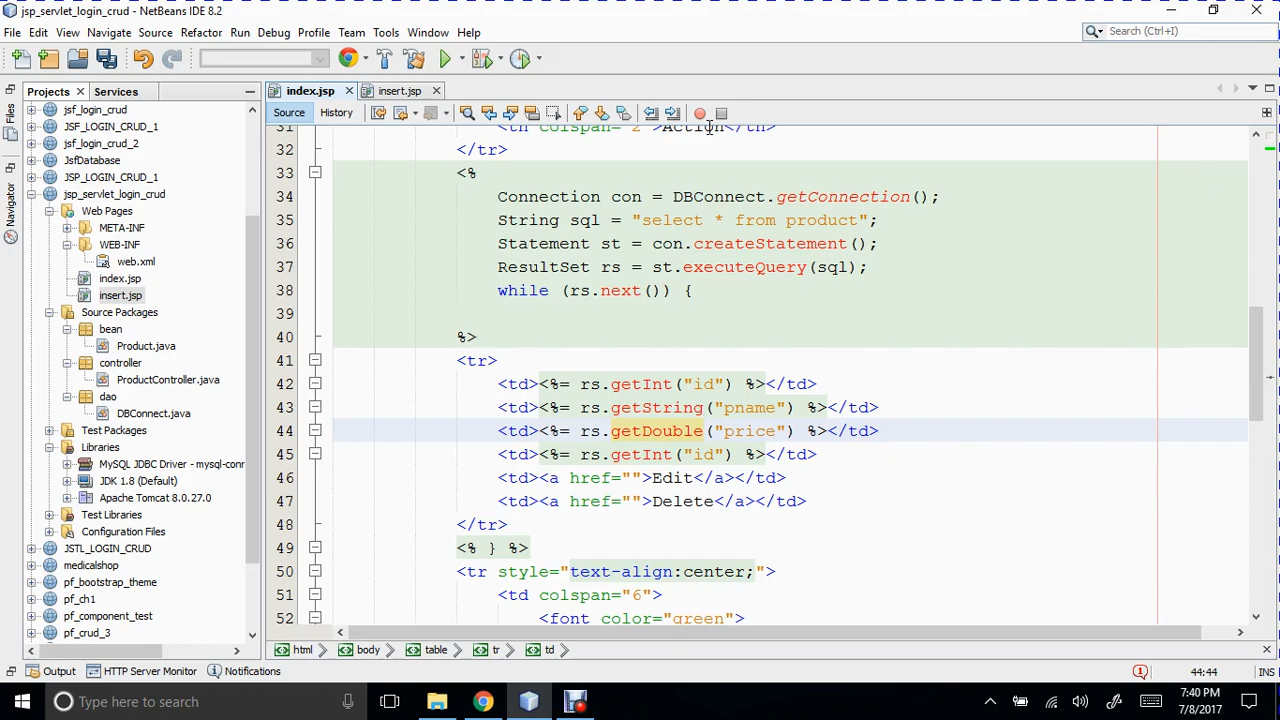 jsp_servlet_login_crud - NetBeans IDE 8.2
File Edit View Navigate Source Refactor Run Debug Profile Team Tools Window Help
Search (Ctrl+I)
Projects Services
index.jsp insert.jsp
Source History
Files
Navigator
jsf_login_crud
JSF_LOGIN_CRUD_1
jsf_login_crud_2
JsfDatabase
JSP_LOGIN_CRUD_1
jsp_servlet_login_crud
Web Pages
META-INF
WEB-INF
web.xml
index.jsp
insert.jsp
Source Packages
bean
Product.java
controller
ProductController.java
dao
DBConnect.java
Test Packages
Libraries
MySQL JDBC Driver - mysql-conr
JDK 1.8 (Default)
Apache Tomcat 8.0.27.0
Test Libraries
Configuration Files
JSTL_LOGIN_CRUD
medicalshop
pf_bootstrap_theme
pf_ch1
pf_component_test
pf_crud_3
31 <th colspan="2">Action</th>
32 </tr>
33 <%
34 Connection con = DBConnect.getConnection();
35 String sql = "select * from product";
36 Statement st = con.createStatement();
37 ResultSet rs = st.executeQuery(sql);
38 while (rs.next()) {
39
40 %>
41 <tr>
42 <td><%= rs.getInt("id") %></td>
43 <td><%= rs.getString("pname") %></td>
44 <td><%= rs.getDouble("price") %></td>
45 <td><%= rs.getInt("id") %></td>
46 <td><a href="">Edit</a></td>
47 <td><a href="">Delete</a></td>
48 </tr>
49 <% } %>
50 <tr style="text-align:center;">
51 <td colspan="6">
52 <font color="green">
html body table tr td
Output HTTP Server Monitor Notifications
1 44:44 INS
Type here to search
7:40 PM
7/8/2017